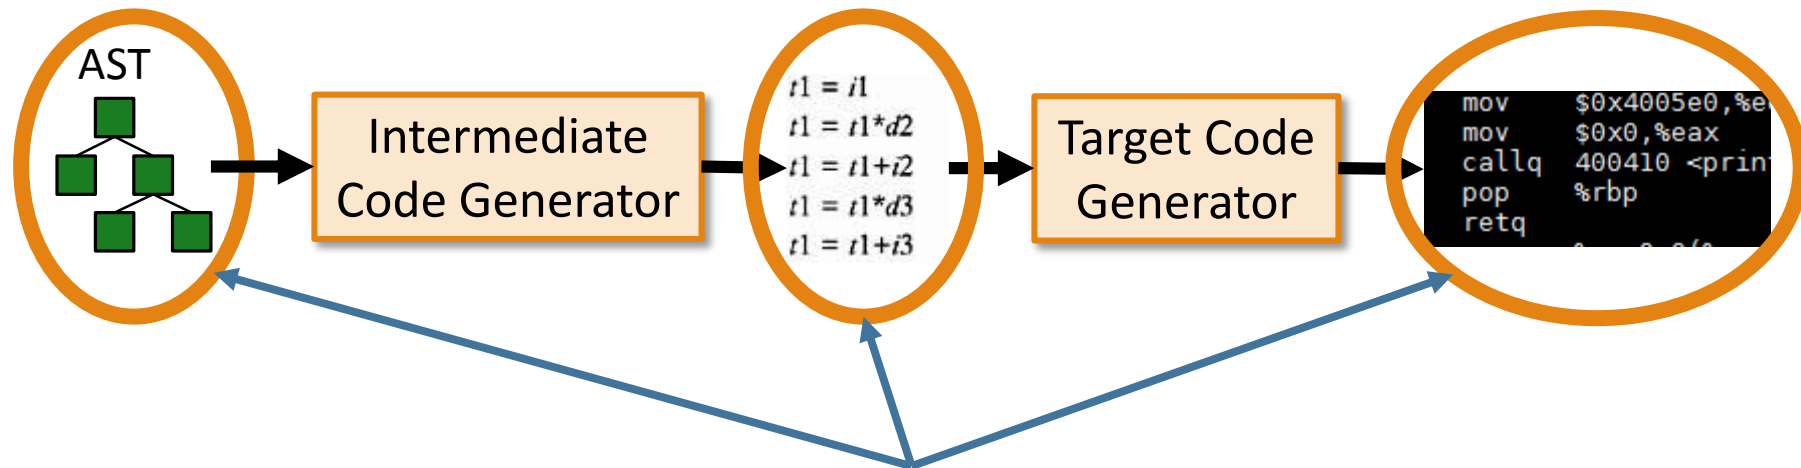 AST
Intermediate
Code Generator
t1 = i1
t1 = t1*d2
t1 = t1+i2
t1 = t1*d3
t1 = t1+i3
Target Code
Generator
mov $0x4005e0,%e
mov $0x0,%eax
callq 400410 <prin
pop %rbp
retq